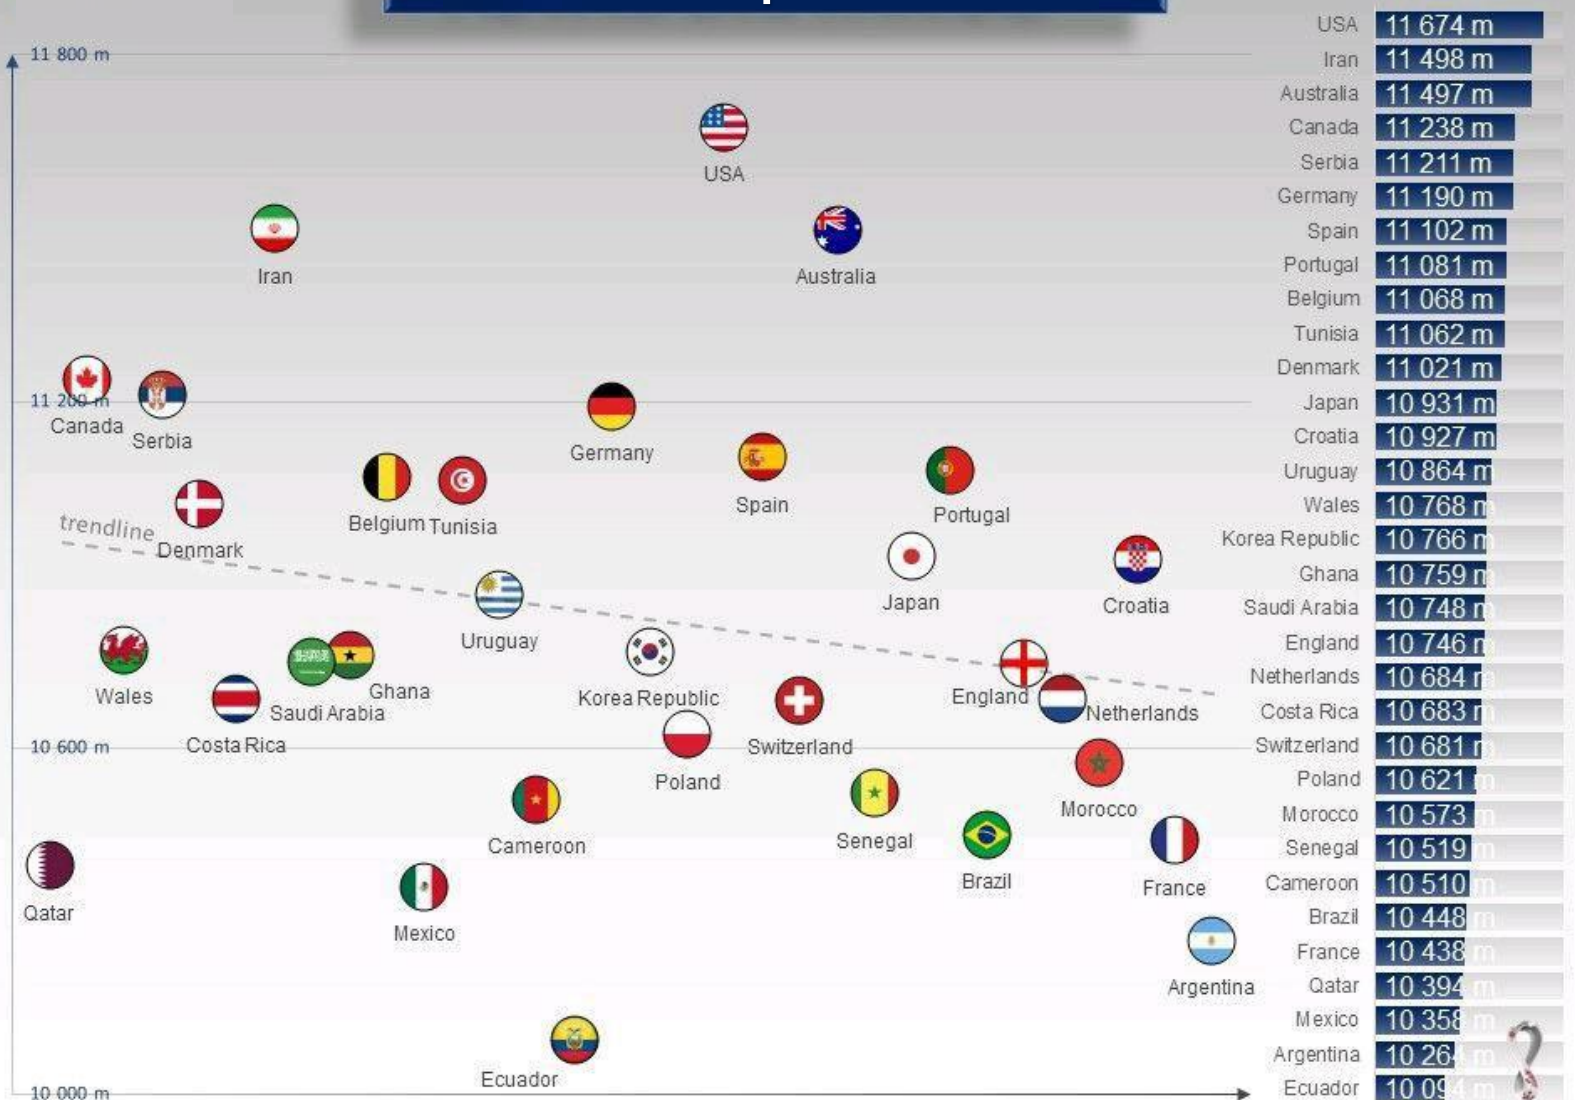 11 800 m
USA
Iran
Australia
11 200 m
Canada
Serbia
Germany
Belgium
Tunisia
Spain
Portugal
trendline
Denmark
Japan
Croatia
Uruguay
Wales
Saudi Arabia
Ghana
Costa Rica
Korea Republic
England
Netherlands
Switzerland
10 600 m
Poland
Morocco
Cameroon
Senegal
Brazil
France
Qatar
Mexico
Argentina
Ecuador
10 000 m
USA 11 674 m
Iran 11 498 m
Australia 11 497 m
Canada 11 238 m
Serbia 11 211 m
Germany 11 190 m
Spain 11 102 m
Portugal 11 081 m
Belgium 11 068 m
Tunisia 11 062 m
Denmark 11 021 m
Japan 10 931 m
Croatia 10 927 m
Uruguay 10 864 m
Wales 10 768 m
Korea Republic 10 766 m
Ghana 10 759 m
Saudi Arabia 10 748 m
England 10 746 m
Netherlands 10 684 m
Costa Rica 10 683 m
Switzerland 10 681 m
Poland 10 621 m
Morocco 10 573 m
Senegal 10 519 m
Cameroon 10 510 m
Brazil 10 448 m
France 10 438 m
Qatar 10 394 m
Mexico 10 358 m
Argentina 10 264 m
Ecuador 10 094 m